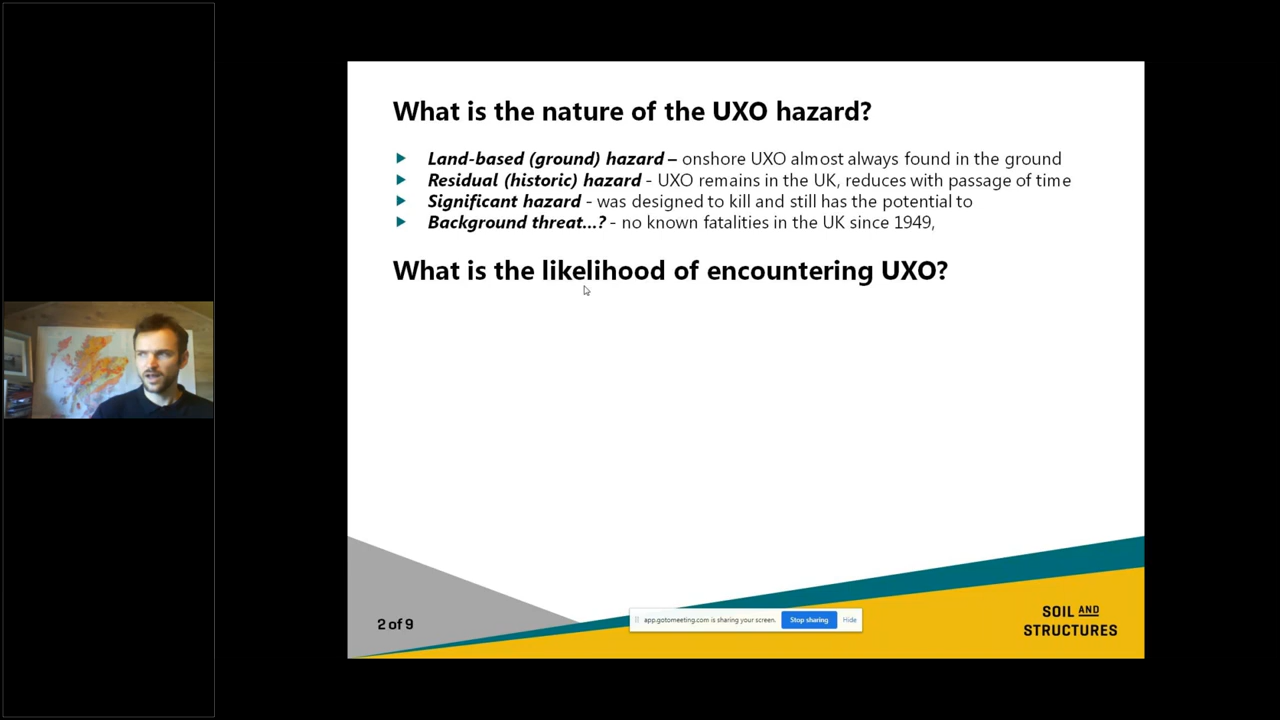 What is the nature of the UXO hazard?
Land-based (ground) hazard – onshore UXO almost always found in the ground
Residual (historic) hazard - UXO remains in the UK, reduces with passage of time
Significant hazard - was designed to kill and still has the potential to
Background threat...? - no known fatalities in the UK since 1949,
What is the likelihood of encountering UXO?
app.gotomeeting.com is sharing your screen.
Stop sharing
Hide
2 of 9
SOIL AND
STRUCTURES